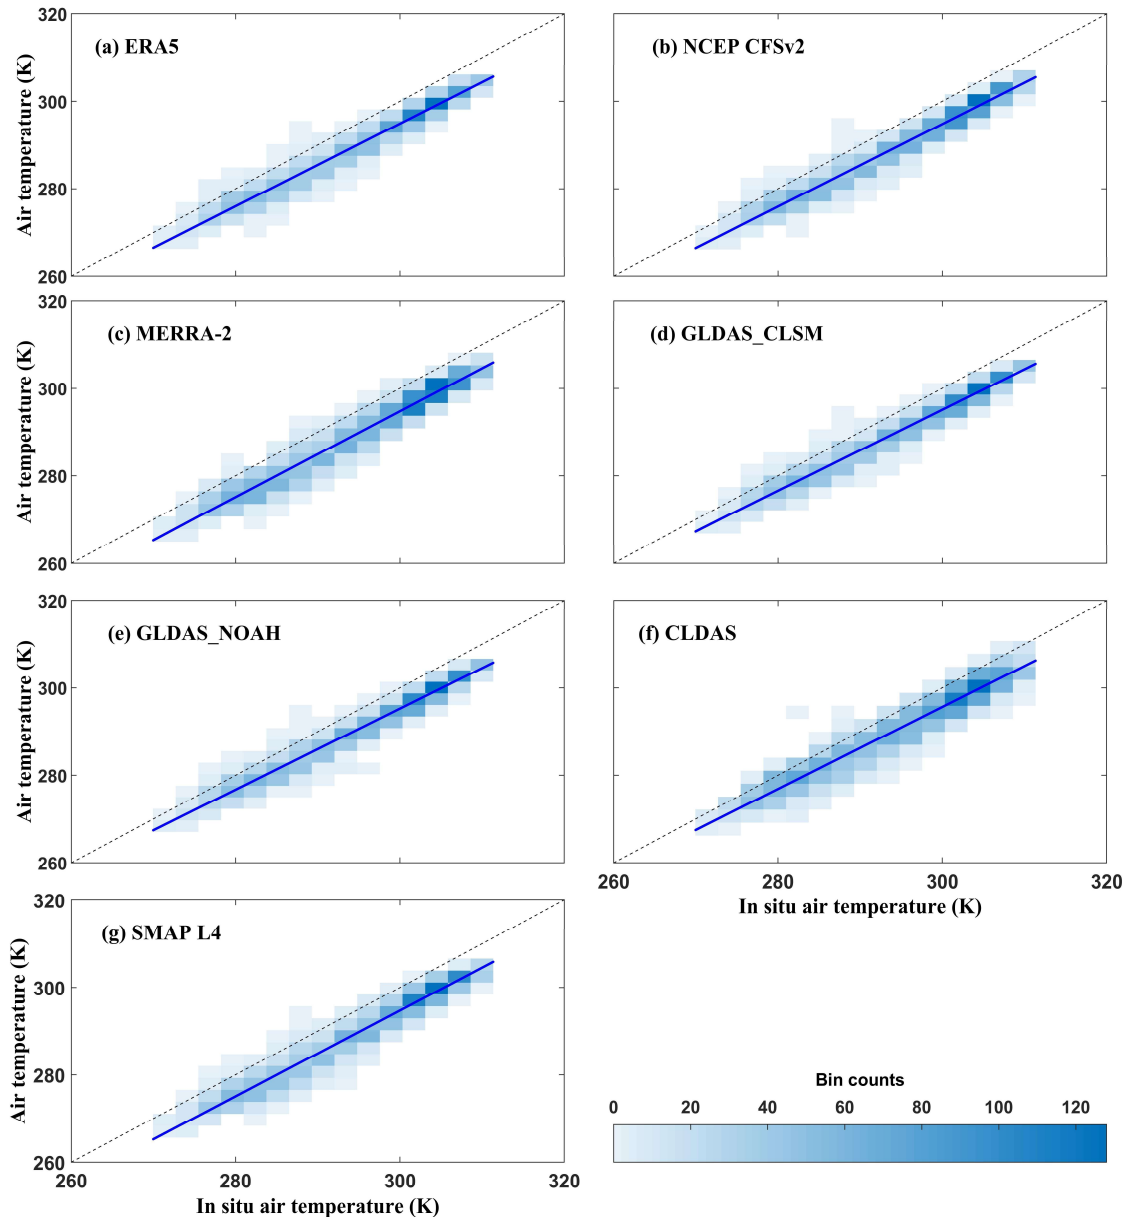 320
(a) ERA5
(b) NCEP CFSv2
Air temperature (K)
300
280
260
320
(c) MERRA-2
(d) GLDAS_CLSM
Air temperature (K)
300
280
260
320
(e) GLDAS_NOAH
(f) CLDAS
Air temperature (K)
300
280
260
260 280 300 320
In situ air temperature (K)
320
(g) SMAP L4
Air temperature (K)
300
280
260
260 280 300 320
In situ air temperature (K)
Bin counts
0 20 40 60 80 100 120